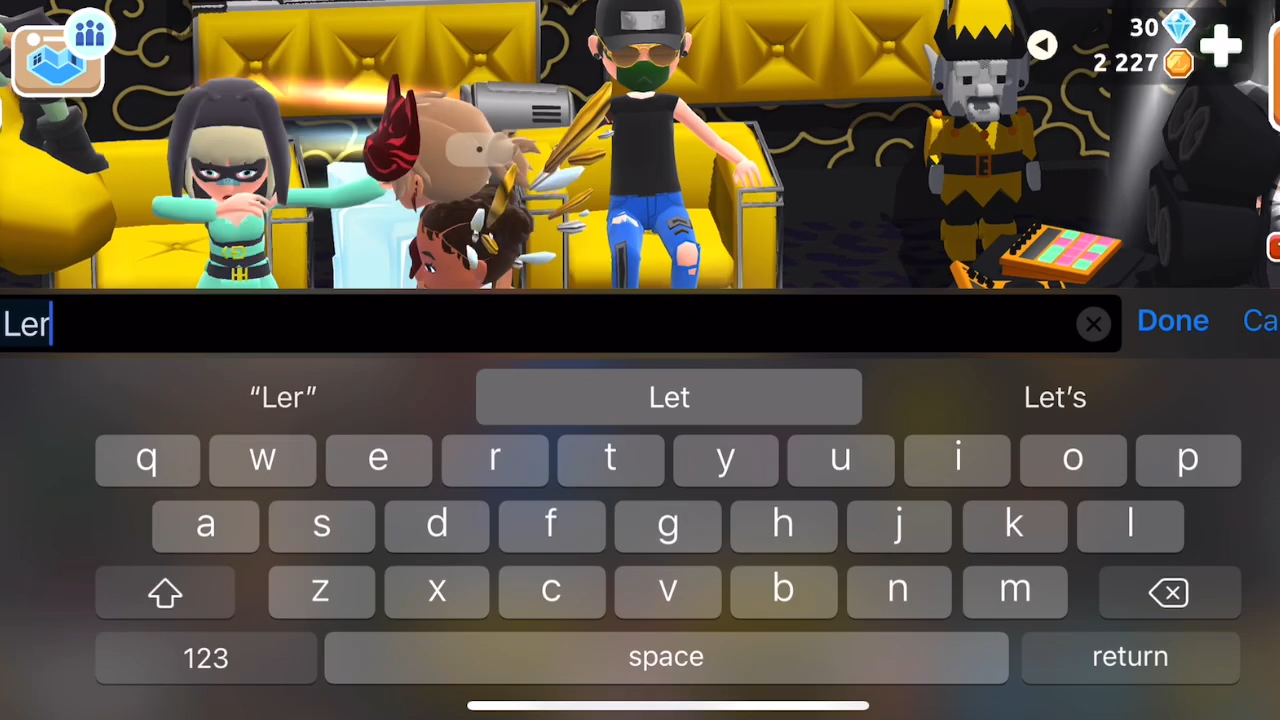 30
2 227
Ler
Done
Ca
“Ler”
Let
Let’s
q w e r t y u i o p
a s d f g h j k l
z x c v b n m
123
space
return